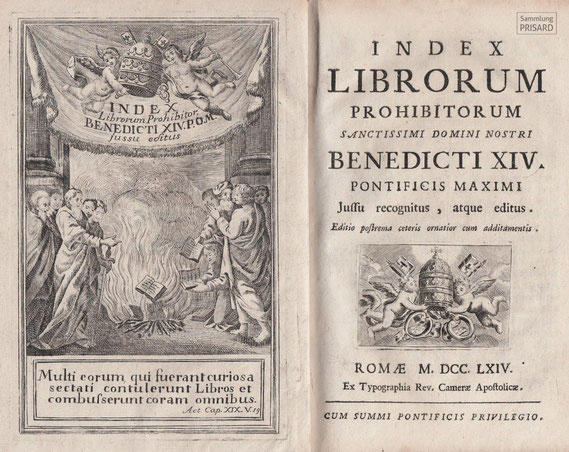 INDEX
Librorum Prohibitor.
BENEDICTI XIV. P.O.M
Jussu editus
Multi eorum, qui fuerant curiosa
sectati contulerunt Libros et
combusserunt coram omnibus.
Act Cap. XIX. V. 19
Sammlung
PRISARD
INDEX
LIBRORUM
PROHIBITORUM
SANCTISSIMI DOMINI NOSTRI
BENEDICTI XIV.
PONTIFICIS MAXIMI
Juſſu recognitus, atque editus.
Editio poſtrema ceteris ornatior cum additamentis.
ROMÆ M. DCC. LXIV.
Ex Typographia Rev. Cameræ Apoſtolicæ.
CUM SUMMI PONTIFICIS PRIVILEGIO.